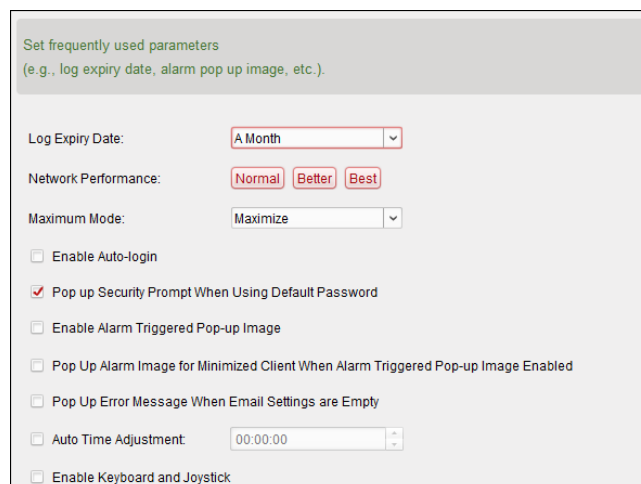 Set frequently used parameters
(e.g., log expiry date, alarm pop up image, etc.).
Log Expiry Date: A Month
Network Performance: Normal Better Best
Maximum Mode: Maximize
Enable Auto-login
Pop up Security Prompt When Using Default Password
Enable Alarm Triggered Pop-up Image
Pop Up Alarm Image for Minimized Client When Alarm Triggered Pop-up Image Enabled
Pop Up Error Message When Email Settings are Empty
Auto Time Adjustment: 00:00:00
Enable Keyboard and Joystick